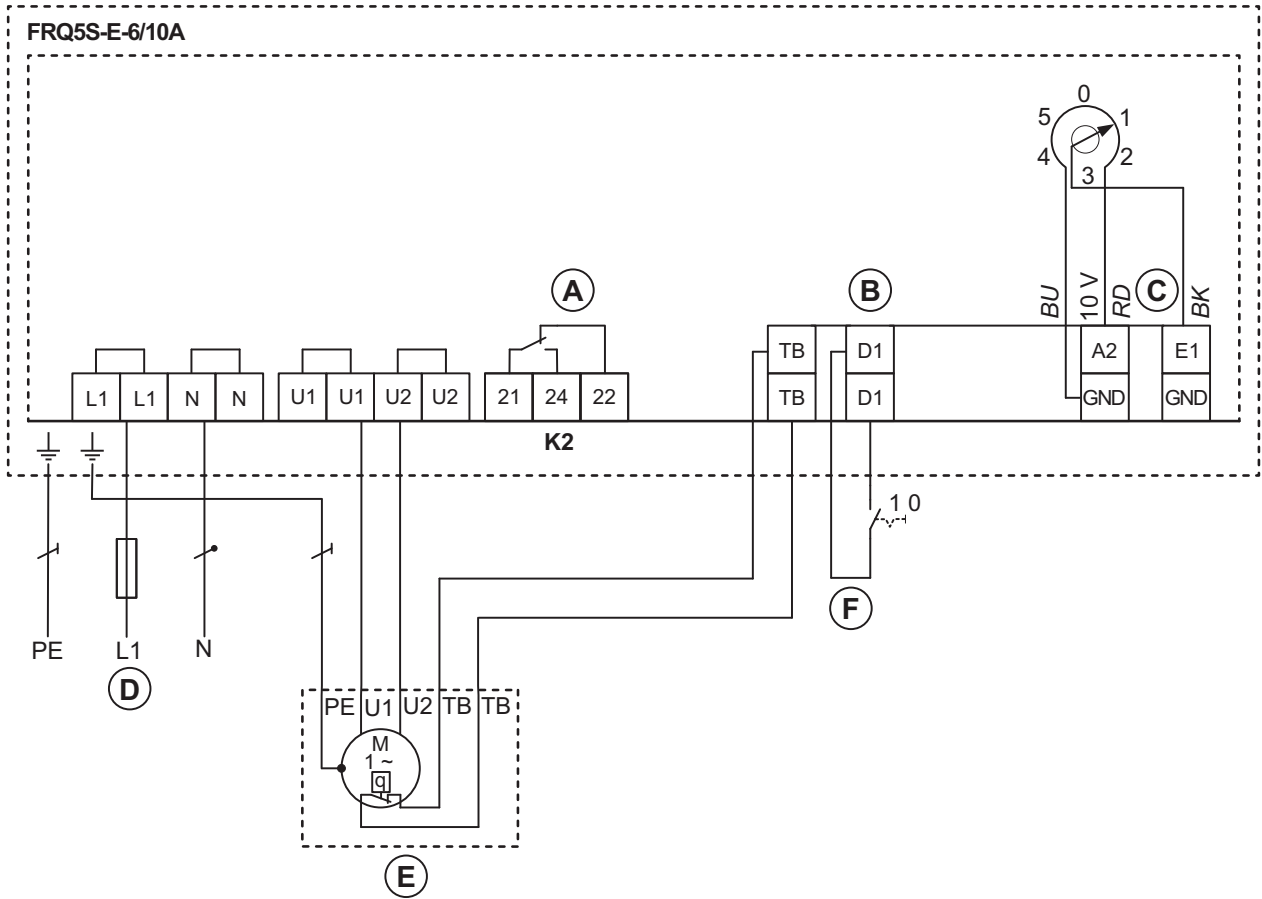 FRQ5S-E-6/10A
0
5 1
4 2
3
A B BU 10 V RD C BK
TB D1 A2 E1
L1 L1 N N U1 U1 U2 U2 21 24 22 TB D1 GND GND
K2
1 0
F
PE L1 N
D
PE U1 U2 TB TB
M
1 ~
q
E